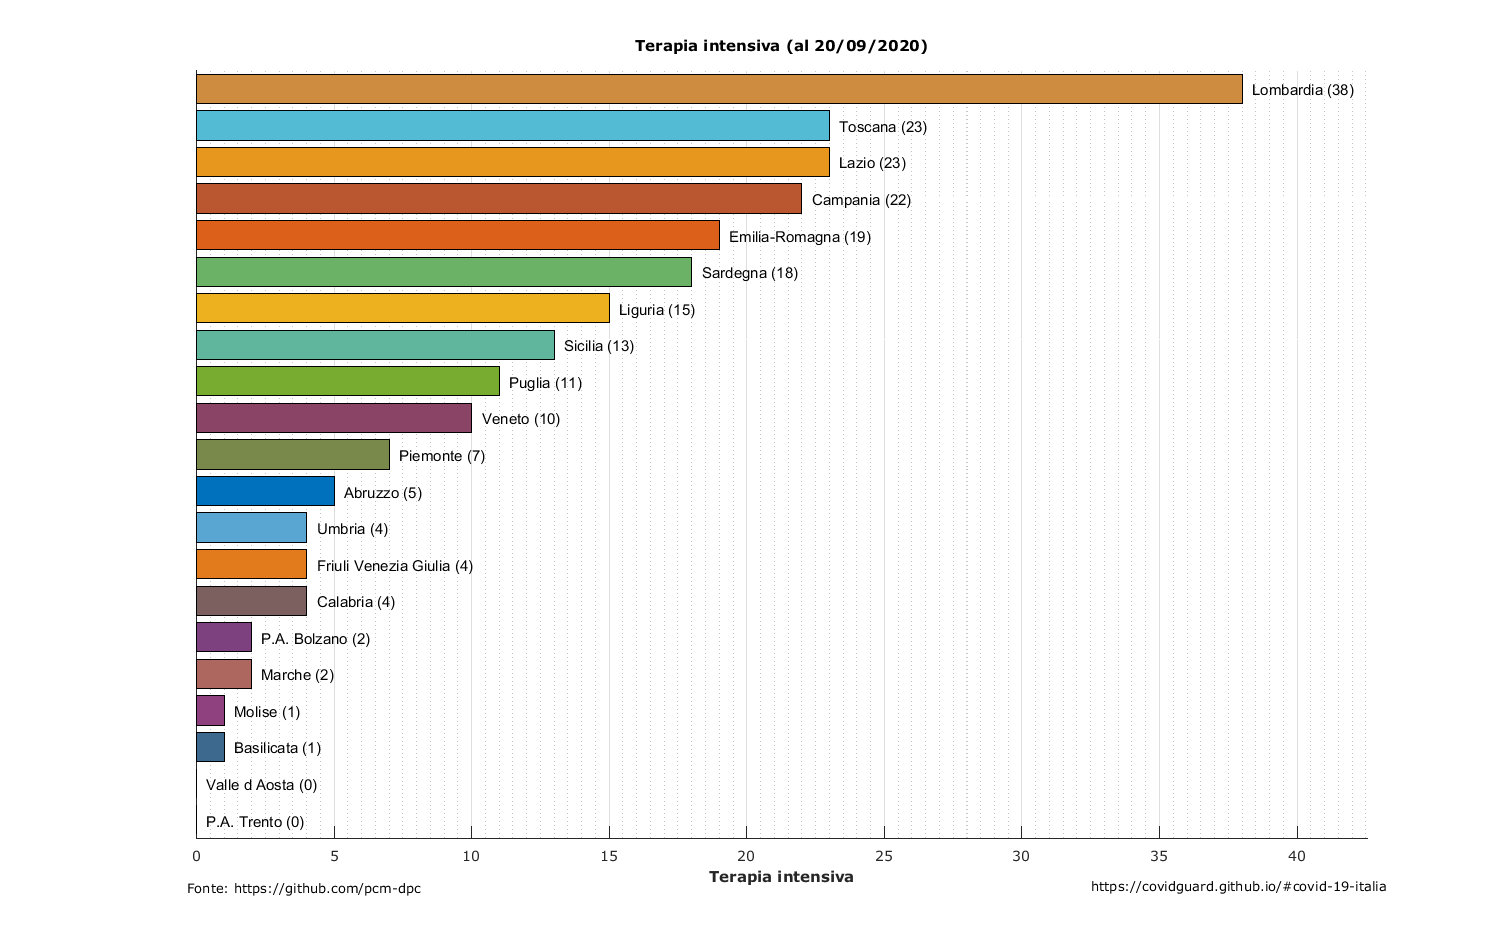 Terapia intensiva (al 20/09/2020)
Lombardia (38)
Toscana (23)
Lazio (23)
Campania (22)
Emilia-Romagna (19)
Sardegna (18)
Liguria (15)
Sicilia (13)
Puglia (11)
Veneto (10)
Piemonte (7)
Abruzzo (5)
Umbria (4)
Friuli Venezia Giulia (4)
Calabria (4)
P.A. Bolzano (2)
Marche (2)
Molise (1)
Basilicata (1)
Valle d Aosta (0)
P.A. Trento (0)
0 5 10 15 20 25 30 35 40
Terapia intensiva
Fonte: https://github.com/pcm-dpc
https://covidguard.github.io/#covid-19-italia